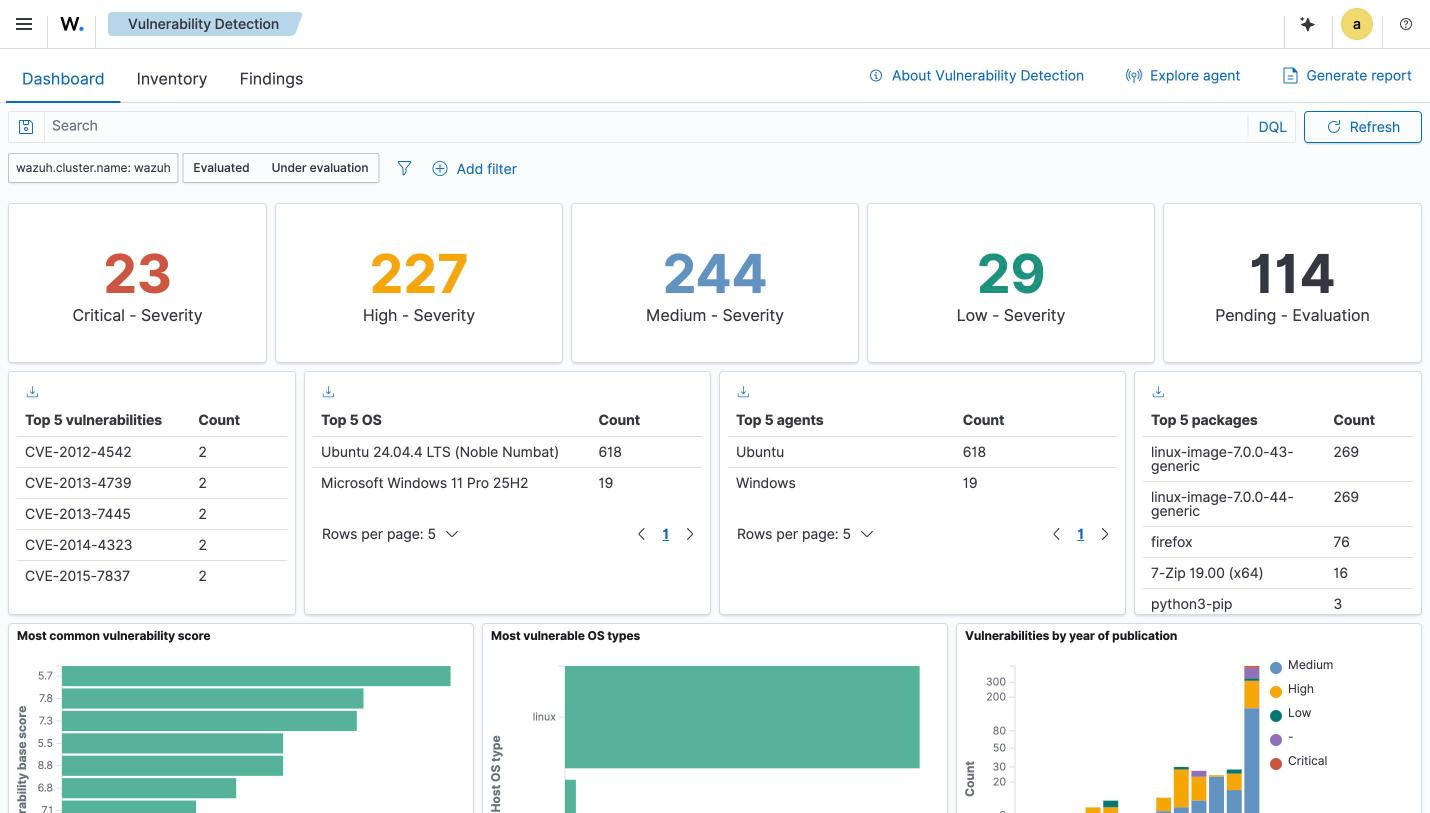 W.
Vulnerability Detection
a
Dashboard
Inventory
Findings
About Vulnerability Detection
Explore agent
Generate report
Search
DQL
Refresh
wazuh.cluster.name: wazuh
Evaluated
Under evaluation
Add filter
23
Critical - Severity
227
High - Severity
244
Medium - Severity
29
Low - Severity
114
Pending - Evaluation
Top 5 vulnerabilities Count
CVE-2012-4542 2
CVE-2013-4739 2
CVE-2013-7445 2
CVE-2014-4323 2
CVE-2015-7837 2
Top 5 OS Count
Ubuntu 24.04.4 LTS (Noble Numbat) 618
Microsoft Windows 11 Pro 25H2 19
Rows per page: 5
1
Top 5 agents Count
Ubuntu 618
Windows 19
Rows per page: 5
1
Top 5 packages Count
linux-image-7.0.0-43- 269
generic
linux-image-7.0.0-44- 269
generic
firefox 76
7-Zip 19.00 (x64) 16
python3-pip 3
Most common vulnerability score
5.7
7.8
7.3
5.5
8.8
6.8
7.1
rability base score
Most vulnerable OS types
linux
Host OS type
Vulnerabilities by year of publication
300
200
80
50
30
20
Count
Medium
High
Low
-
Critical